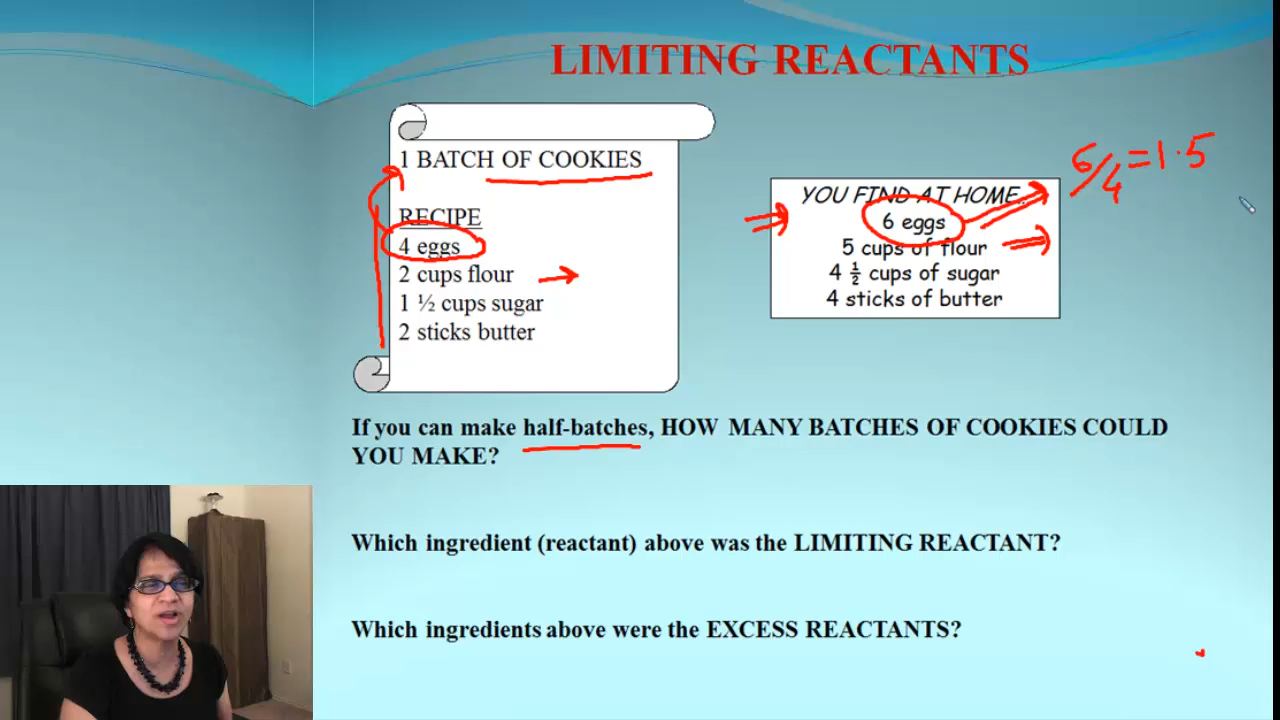 LIMITING REACTANTS
1 BATCH OF COOKIES
RECIPE
4 eggs
2 cups flour
1 ½ cups sugar
2 sticks butter
6/4 = 1.5
YOU FIND AT HOME..
6 eggs
5 cups of flour
4 ½ cups of sugar
4 sticks of butter
If you can make half-batches, HOW MANY BATCHES OF COOKIES COULD
YOU MAKE?
Which ingredient (reactant) above was the LIMITING REACTANT?
Which ingredients above were the EXCESS REACTANTS?